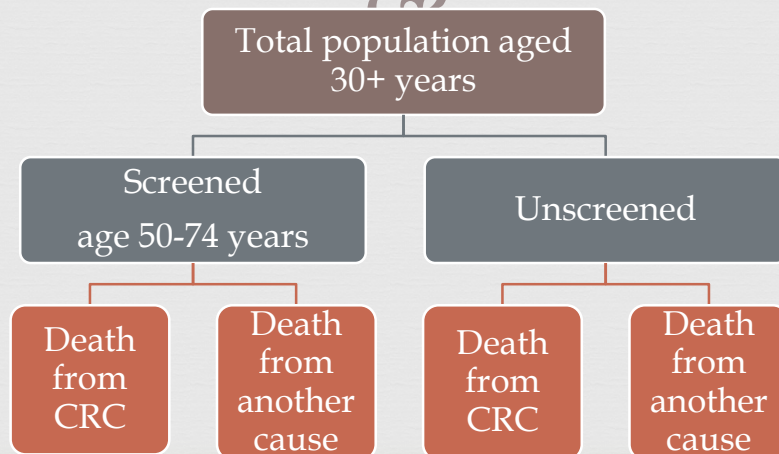 Total population aged
30+ years
Screened
age 50-74 years
Unscreened
Death
from
CRC
Death
from
another
cause
Death
from
CRC
Death
from
another
cause